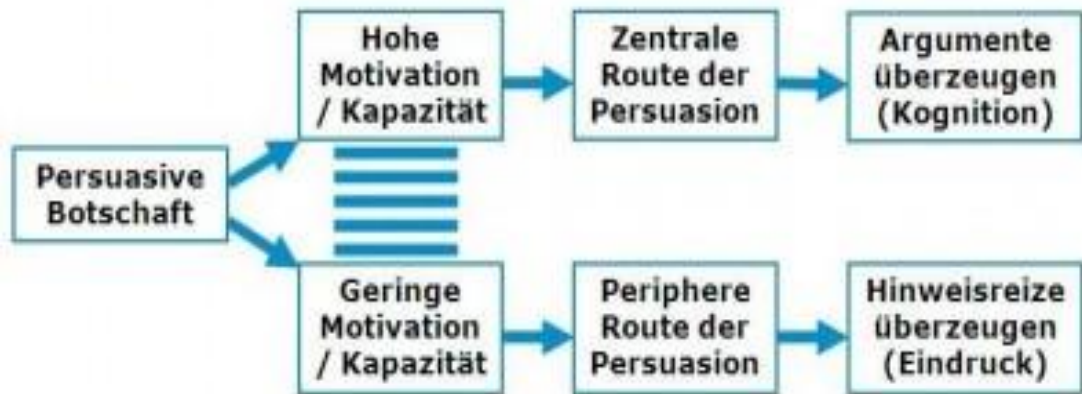 Hohe
Motivation
/ Kapazität
Zentrale
Route der
Persuasion
Argumente
überzeugen
(Kognition)
Persuasive
Botschaft
Geringe
Motivation
/ Kapazität
Periphere
Route der
Persuasion
Hinweisreize
überzeugen
(Eindruck)